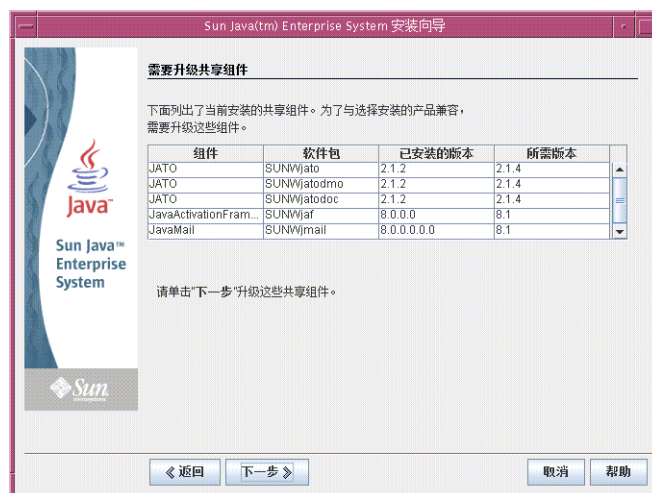 Sun Java(tm) Enterprise System 安装向导
需要升级共享组件
下面列出了当前安装的共享组件。为了与选择安装的产品兼容，
需要升级这些组件。
组件 软件包 已安装的版本 所需版本
JATO SUNWjato 2.1.2 2.1.4
JATO SUNWjatodmo 2.1.2 2.1.4
JATO SUNWjatodoc 2.1.2 2.1.4
JavaActivationFram... SUNWjaf 8.0.0.0 8.1
JavaMail SUNWjmail 8.0.0.0.0.0 8.1
请单击"下一步"升级这些共享组件。
Java™
Sun Java™
Enterprise
System
Sun
microsystems
返回 下一步 取消 帮助